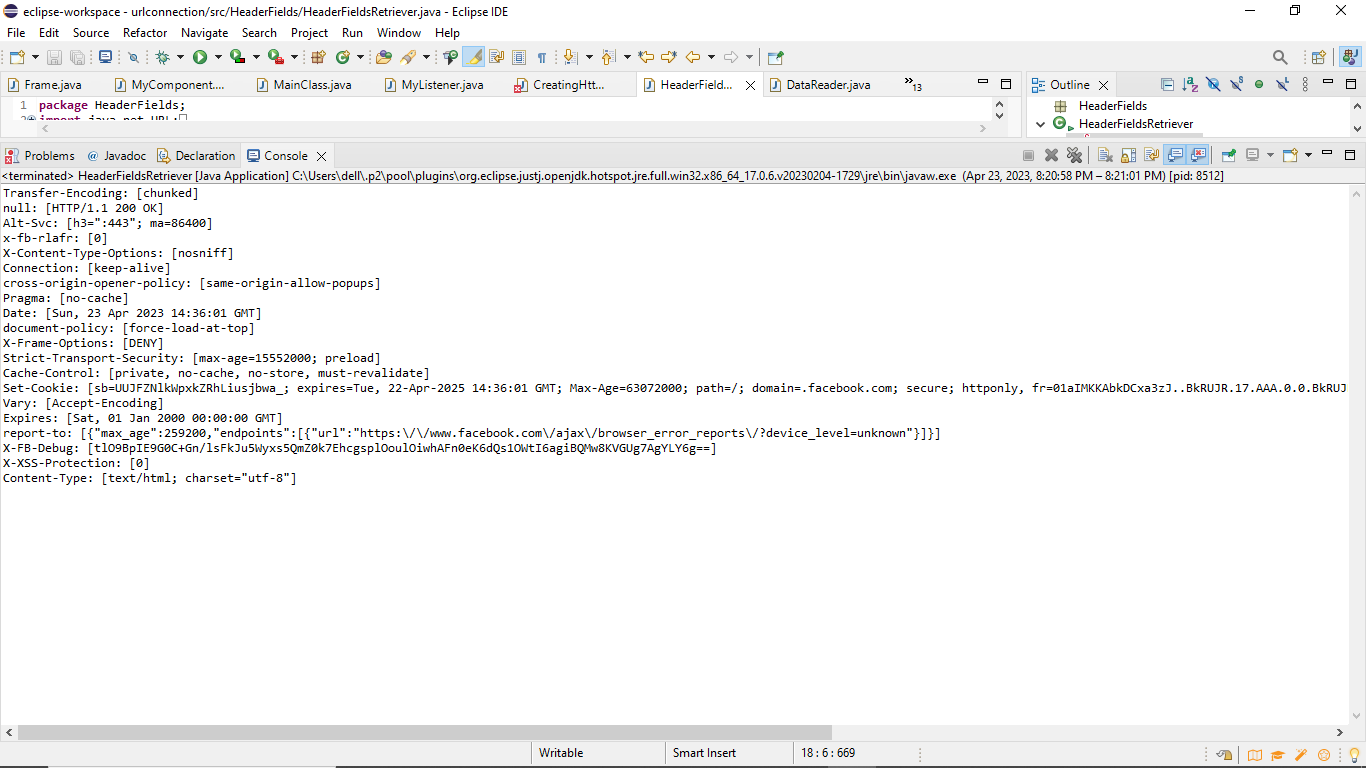 eclipse-workspace - urlconnection/src/HeaderFields/HeaderFieldsRetriever.java - Eclipse IDE
File Edit Source Refactor Navigate Search Project Run Window Help
Frame.java MyComponent.... MainClass.java MyListener.java CreatingHtt... HeaderField... DataReader.java »13 Outline
1 package HeaderFields; HeaderFields
import java.net.URL; HeaderFieldsRetriever
Problems @ Javadoc Declaration Console
<terminated> HeaderFieldsRetriever [Java Application] C:\Users\dell\.p2\pool\plugins\org.eclipse.justj.openjdk.hotspot.jre.full.win32.x86_64_17.0.6.v20230204-1729\jre\bin\javaw.exe (Apr 23, 2023, 8:20:58 PM – 8:21:01 PM) [pid: 8512]
Transfer-Encoding: [chunked]
null: [HTTP/1.1 200 OK]
Alt-Svc: [h3=":443"; ma=86400]
x-fb-rlafr: [0]
X-Content-Type-Options: [nosniff]
Connection: [keep-alive]
cross-origin-opener-policy: [same-origin-allow-popups]
Pragma: [no-cache]
Date: [Sun, 23 Apr 2023 14:36:01 GMT]
document-policy: [force-load-at-top]
X-Frame-Options: [DENY]
Strict-Transport-Security: [max-age=15552000; preload]
Cache-Control: [private, no-cache, no-store, must-revalidate]
Set-Cookie: [sb=UUJFZNlkWpxkZRhLiusjbwa_; expires=Tue, 22-Apr-2025 14:36:01 GMT; Max-Age=63072000; path=/; domain=.facebook.com; secure; httponly, fr=01aIMKKAbkDCxa3zJ..BkRUJR.17.AAA.0.0.BkRUJ
Vary: [Accept-Encoding]
Expires: [Sat, 01 Jan 2000 00:00:00 GMT]
report-to: [{"max_age":259200,"endpoints":[{"url":"https:\/\/www.facebook.com\/ajax\/browser_error_reports\/?device_level=unknown"}]}]
X-FB-Debug: [tlO9BpIE9G0C+Gn/lsFkJu5Wyxs5QmZ0k7EhcgsplOoulOiwhAFn0eK6dQs1OWtI6agiBQMw8KVGUg7AgYLY6g==]
X-XSS-Protection: [0]
Content-Type: [text/html; charset="utf-8"]
Writable Smart Insert 18 : 6 : 669